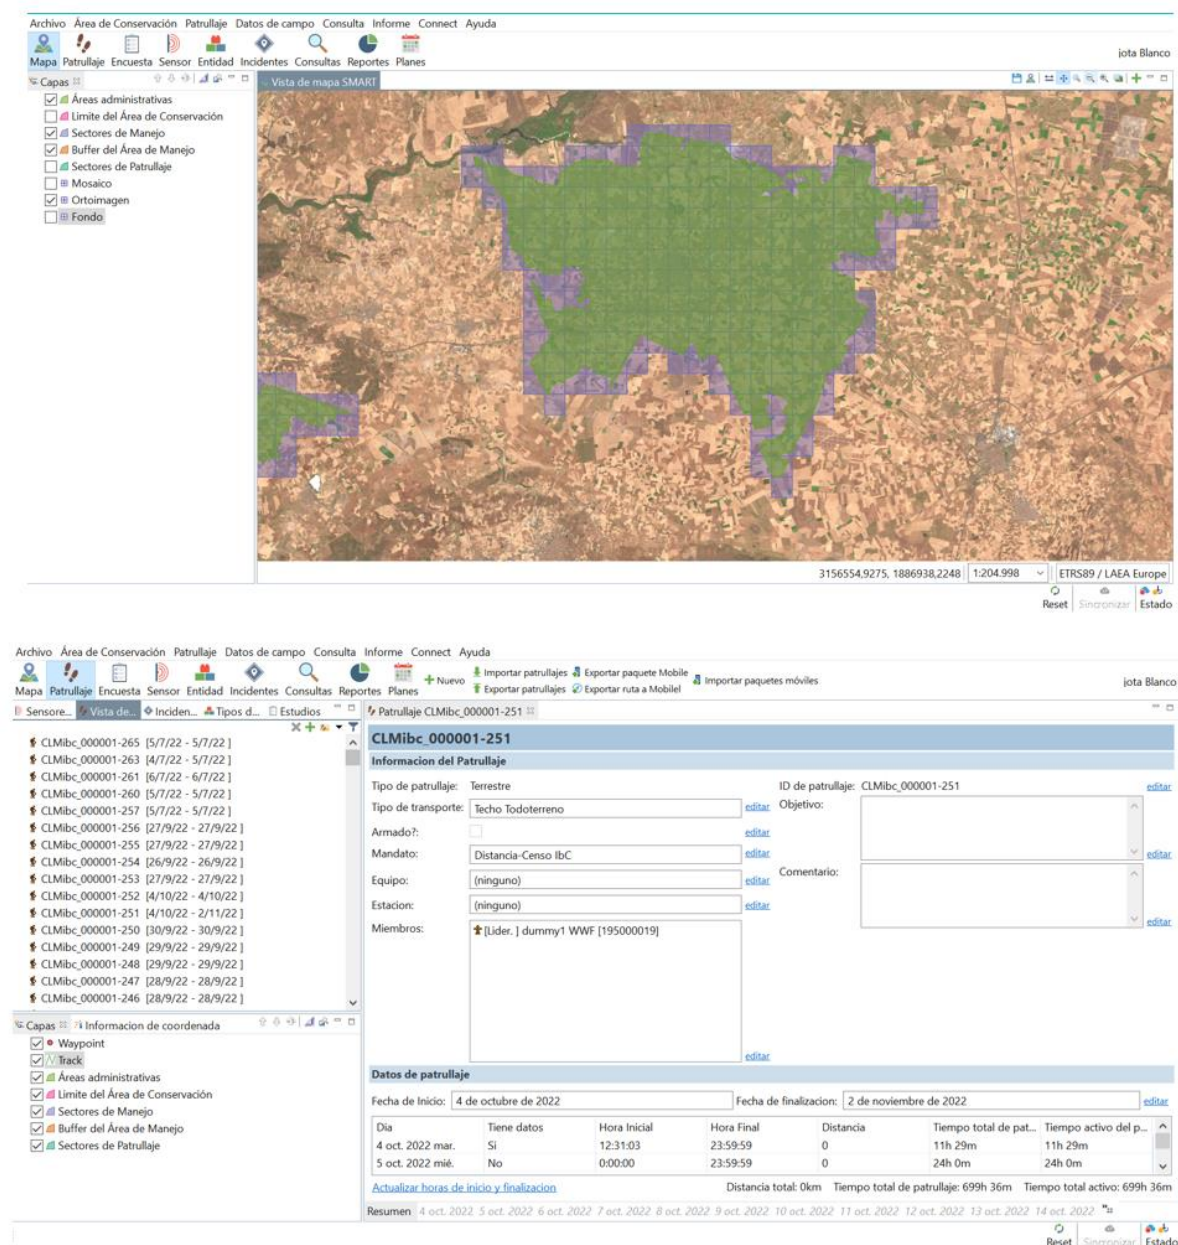 Archivo Área de Conservación Patrullaje Datos de campo Consulta Informe Connect Ayuda
Mapa Patrullaje Encuesta Sensor Entidad Incidentes Consultas Reportes Planes
jota Blanco
Capas
Vista de mapa SMART
Áreas administrativas
Limite del Área de Conservación
Sectores de Manejo
Buffer del Área de Manejo
Sectores de Patrullaje
Mosaico
Ortoimagen
Fondo
3156554,9275, 1886938,2248 1:204.998 ETRS89 / LAEA Europe
Reset Sincronizar Estado
Archivo Área de Conservación Patrullaje Datos de campo Consulta Informe Connect Ayuda
Mapa Patrullaje Encuesta Sensor Entidad Incidentes Consultas Reportes Planes
Nuevo
Importar patrullajes Exportar paquete Mobile
Exportar patrullajes Exportar ruta a Mobilel
Importar paquetes móviles
jota Blanco
Sensore... Vista de... Inciden... Tipos d... Estudios
CLMibc_000001-265 [5/7/22 - 5/7/22 ]
CLMibc_000001-263 [4/7/22 - 5/7/22 ]
CLMibc_000001-261 [6/7/22 - 6/7/22 ]
CLMibc_000001-260 [5/7/22 - 5/7/22 ]
CLMibc_000001-257 [5/7/22 - 5/7/22 ]
CLMibc_000001-256 [27/9/22 - 27/9/22 ]
CLMibc_000001-255 [27/9/22 - 27/9/22 ]
CLMibc_000001-254 [26/9/22 - 26/9/22 ]
CLMibc_000001-253 [27/9/22 - 27/9/22 ]
CLMibc_000001-252 [4/10/22 - 4/10/22 ]
CLMibc_000001-251 [4/10/22 - 2/11/22 ]
CLMibc_000001-250 [30/9/22 - 30/9/22 ]
CLMibc_000001-249 [29/9/22 - 29/9/22 ]
CLMibc_000001-248 [29/9/22 - 29/9/22 ]
CLMibc_000001-247 [28/9/22 - 28/9/22 ]
CLMibc_000001-246 [28/9/22 - 28/9/22 ]
Capas Informacion de coordenada
Waypoint
Track
Áreas administrativas
Limite del Área de Conservación
Sectores de Manejo
Buffer del Área de Manejo
Sectores de Patrullaje
Patrullaje CLMibc_000001-251
CLMibc_000001-251
Informacion del Patrullaje
Tipo de patrullaje: Terrestre
Tipo de transporte: Techo Todoterreno editar
Armado?: editar
Mandato: Distancia-Censo IbC editar
Equipo: (ninguno) editar
Estacion: (ninguno) editar
Miembros: [Lider. ] dummy1 WWF [195000019]
editar
ID de patrullaje: CLMibc_000001-251 editar
Objetivo:
editar
Comentario:
editar
Datos de patrullaje
Fecha de Inicio: 4 de octubre de 2022 Fecha de finalizacion: 2 de noviembre de 2022 editar
Dia Tiene datos Hora Inicial Hora Final Distancia Tiempo total de pat... Tiempo activo del p...
4 oct. 2022 mar. Si 12:31:03 23:59:59 0 11h 29m 11h 29m
5 oct. 2022 mié. No 0:00:00 23:59:59 0 24h 0m 24h 0m
Actualizar horas de inicio y finalizacion Distancia total: 0km Tiempo total de patrullaje: 699h 36m Tiempo total activo: 699h 36m
Resumen 4 oct. 2022 5 oct. 2022 6 oct. 2022 7 oct. 2022 8 oct. 2022 9 oct. 2022 10 oct. 2022 11 oct. 2022 12 oct. 2022 13 oct. 2022 14 oct. 2022
Reset Sincronizar Estado